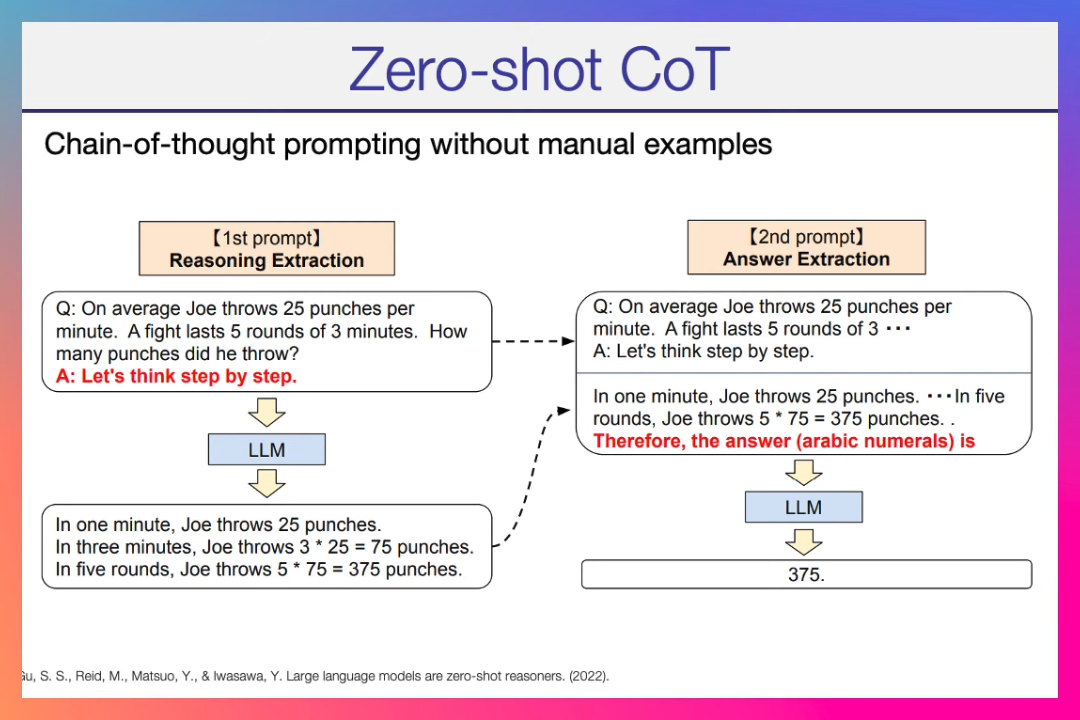 Zero-shot CoT
Chain-of-thought prompting without manual examples
【1st prompt】
Reasoning Extraction
Q: On average Joe throws 25 punches per
minute. A fight lasts 5 rounds of 3 minutes. How
many punches did he throw?
A: Let's think step by step.
LLM
In one minute, Joe throws 25 punches.
In three minutes, Joe throws 3 * 25 = 75 punches.
In five rounds, Joe throws 5 * 75 = 375 punches.
【2nd prompt】
Answer Extraction
Q: On average Joe throws 25 punches per
minute. A fight lasts 5 rounds of 3 ···
A: Let's think step by step.
In one minute, Joe throws 25 punches. ···In five
rounds, Joe throws 5 * 75 = 375 punches. .
Therefore, the answer (arabic numerals) is
LLM
375.
S. S., Reid, M., Matsuo, Y., & Iwasawa, Y. Large language models are zero-shot reasoners. (2022).